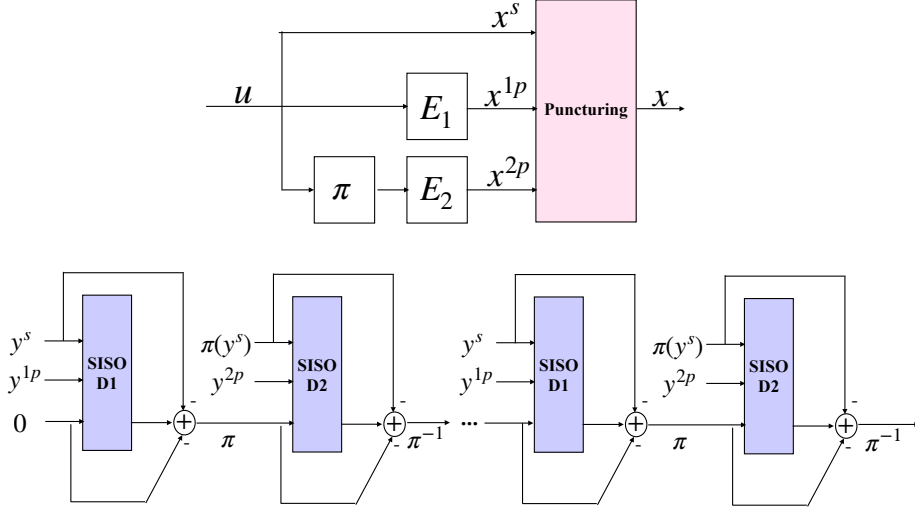 x^s
u
E_1
x^{1p}
Puncturing
x
π
E_2
x^{2p}
y^s
y^{1p}
0
SISO
D1
-
+
-
π
π(y^s)
y^{2p}
SISO
D2
-
+
-
π^{-1}
...
y^s
y^{1p}
SISO
D1
-
+
-
π
π(y^s)
y^{2p}
SISO
D2
-
+
-
π^{-1}